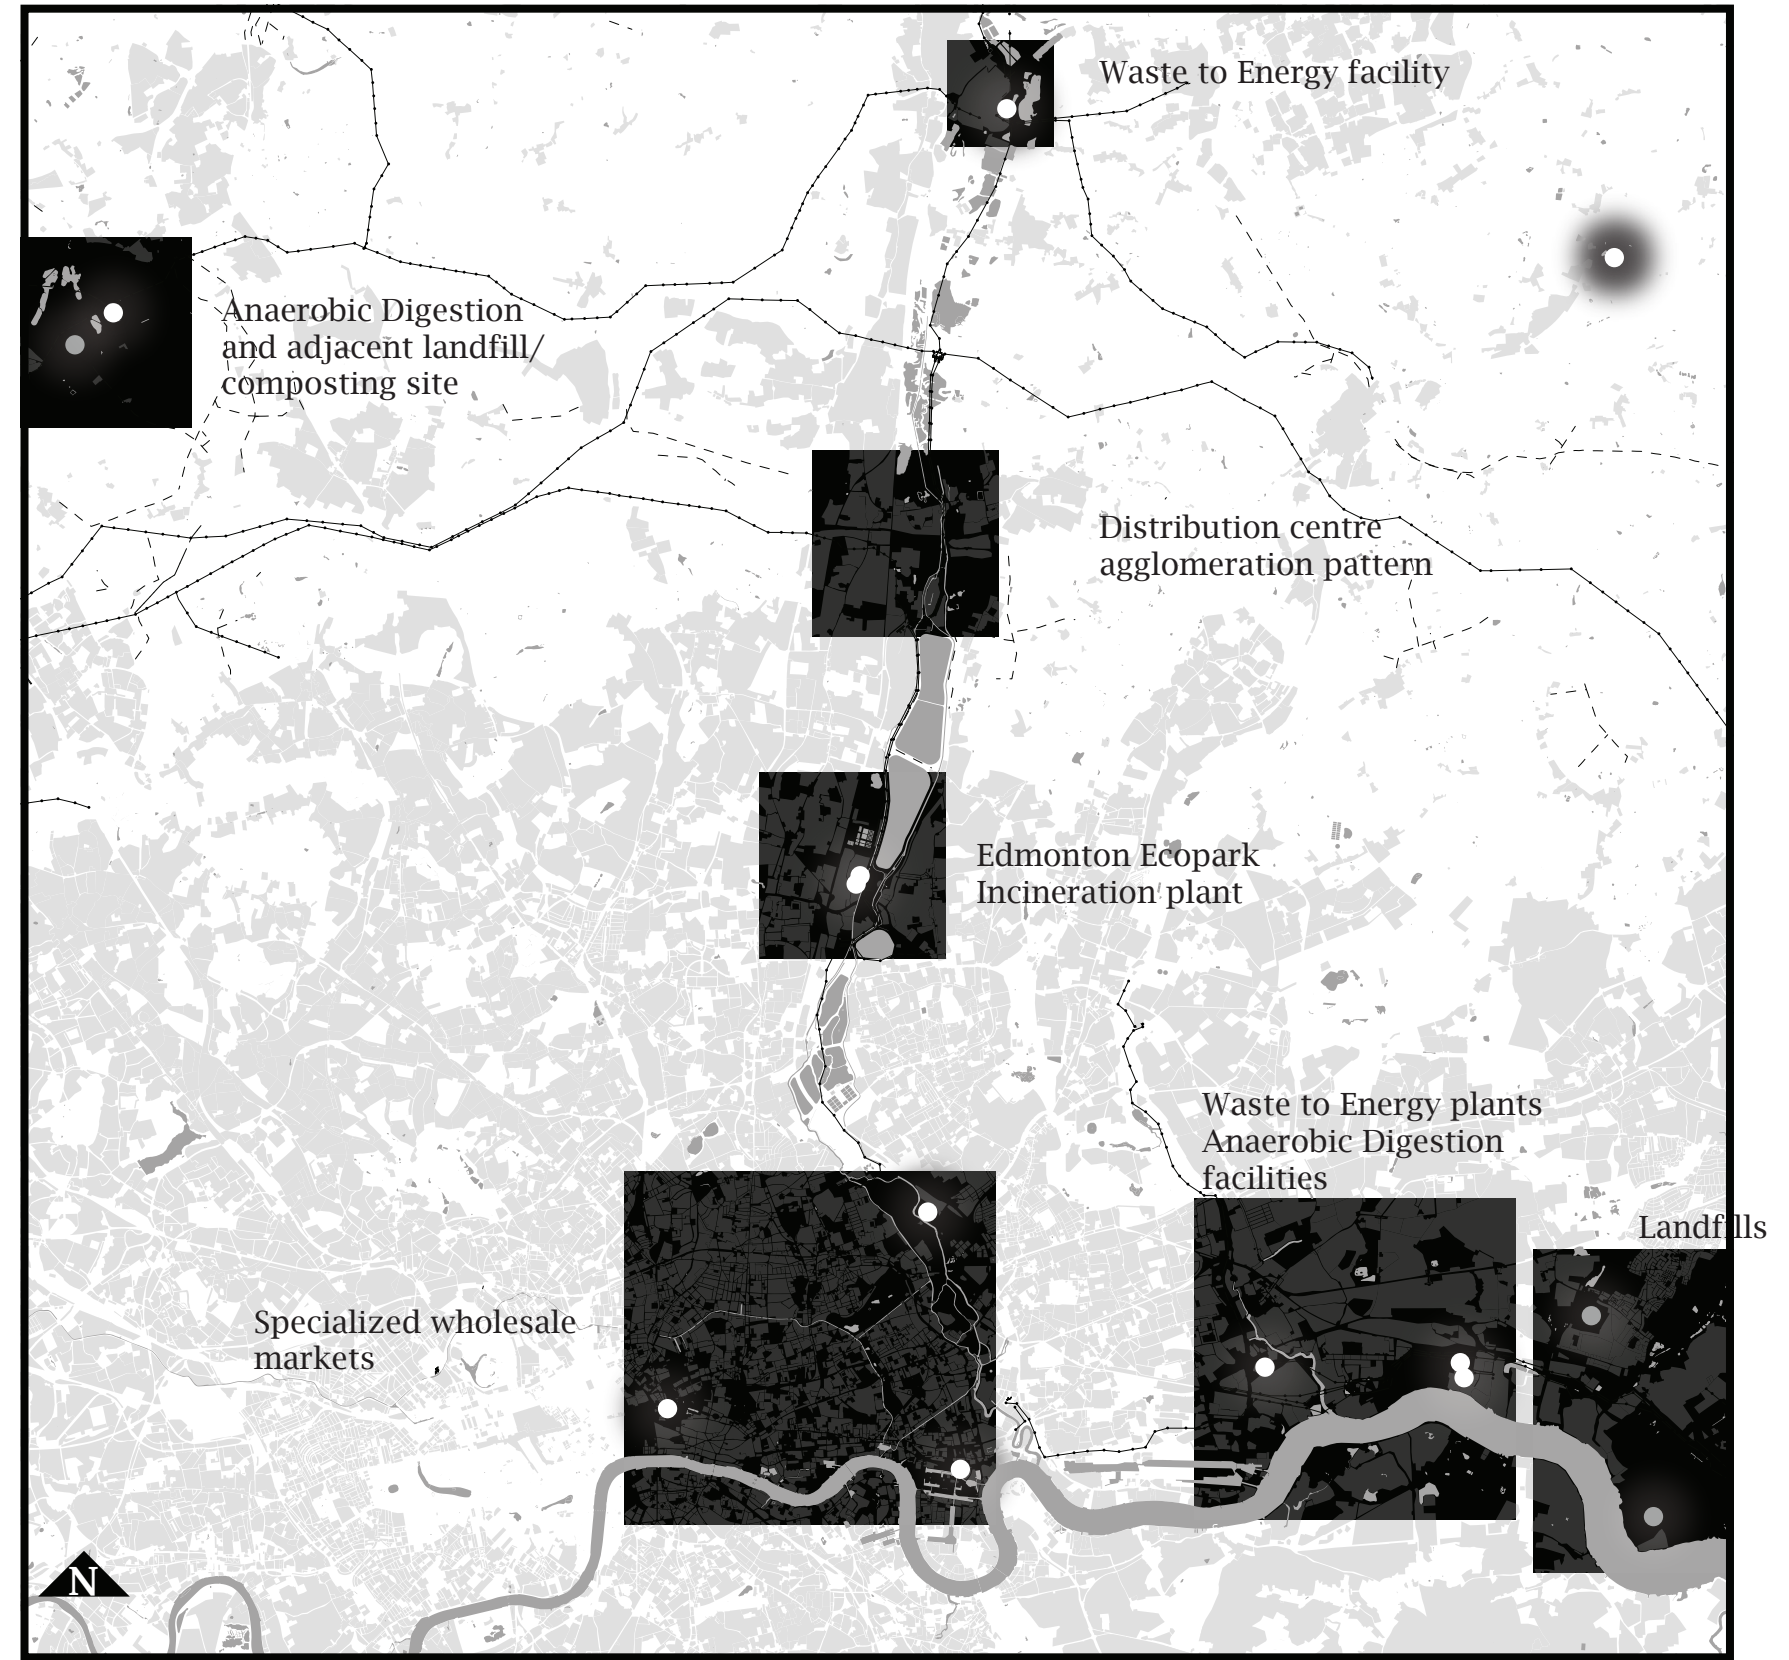 Waste to Energy facility
Anaerobic Digestion
and adjacent landfill/
composting site
Distribution centre
agglomeration pattern
Edmonton Ecopark
Incineration plant
Waste to Energy plants
Anaerobic Digestion
facilities
Landfills
Specialized wholesale
markets
N